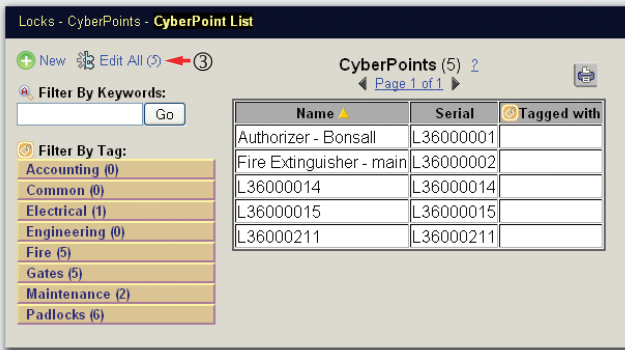 Locks - CyberPoints - CyberPoint List
New Edit All (5) ③
Filter By Keywords:
Go
Filter By Tag:
Accounting (0)
Common (0)
Electrical (1)
Engineering (0)
Fire (5)
Gates (5)
Maintenance (2)
Padlocks (6)
CyberPoints (5) ?
Page 1 of 1
Name Serial Tagged with
Authorizer - Bonsall L36000001
Fire Extinguisher - main L36000002
L36000014 L36000014
L36000015 L36000015
L36000211 L36000211